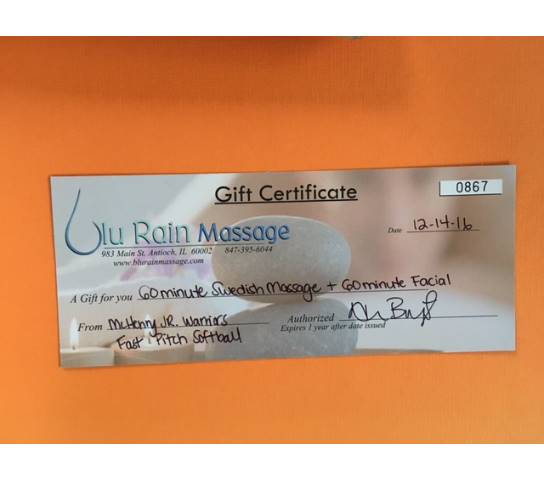 Gift Certificate
0867
Blu Rain Massage
983 Main St. Antioch, IL 60002 847-395-6044
www.blurainmassage.com
Date 12-14-16
A Gift for you 60 minute Swedish Massage + 60 minute Facial
From McHenry JR. Warriors
Fast Pitch Softball
Authorized
Expires 1 year after date issued